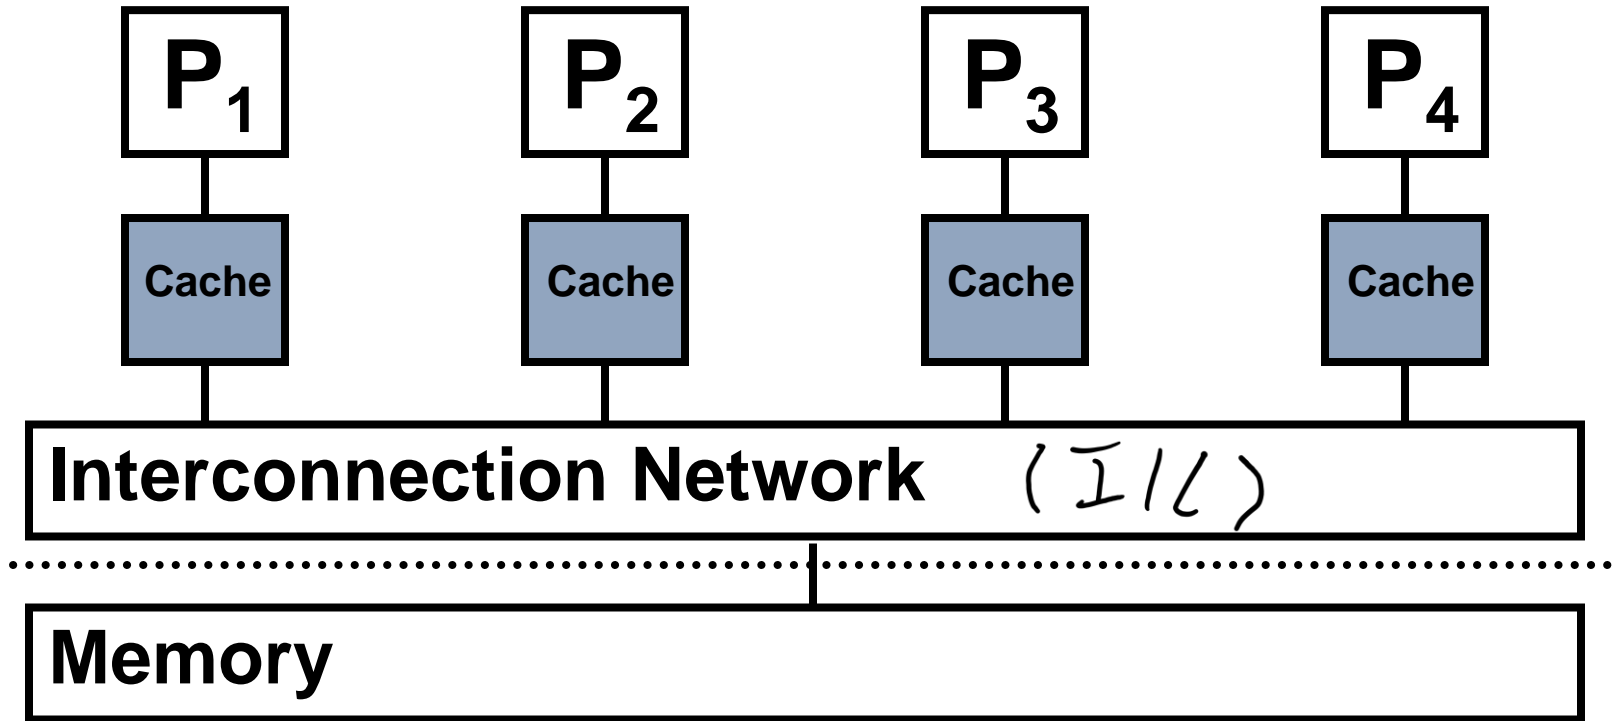 P1 P2 P3 P4
Cache Cache Cache Cache
Interconnection Network (I/C)
Memory